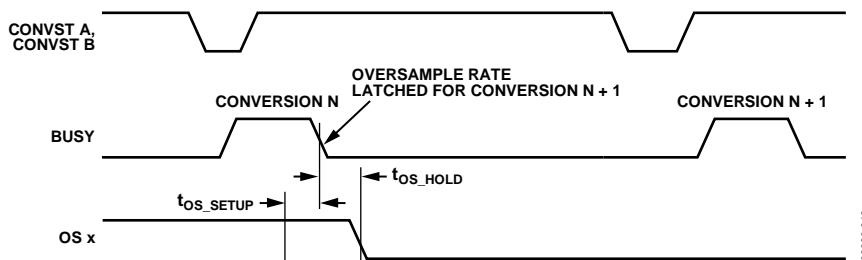 CONVST A,
CONVST B
OVERSAMPLE RATE
LATCHED FOR CONVERSION N + 1
CONVERSION N
CONVERSION N + 1
BUSY
tOS_HOLD
tOS_SETUP
OS x